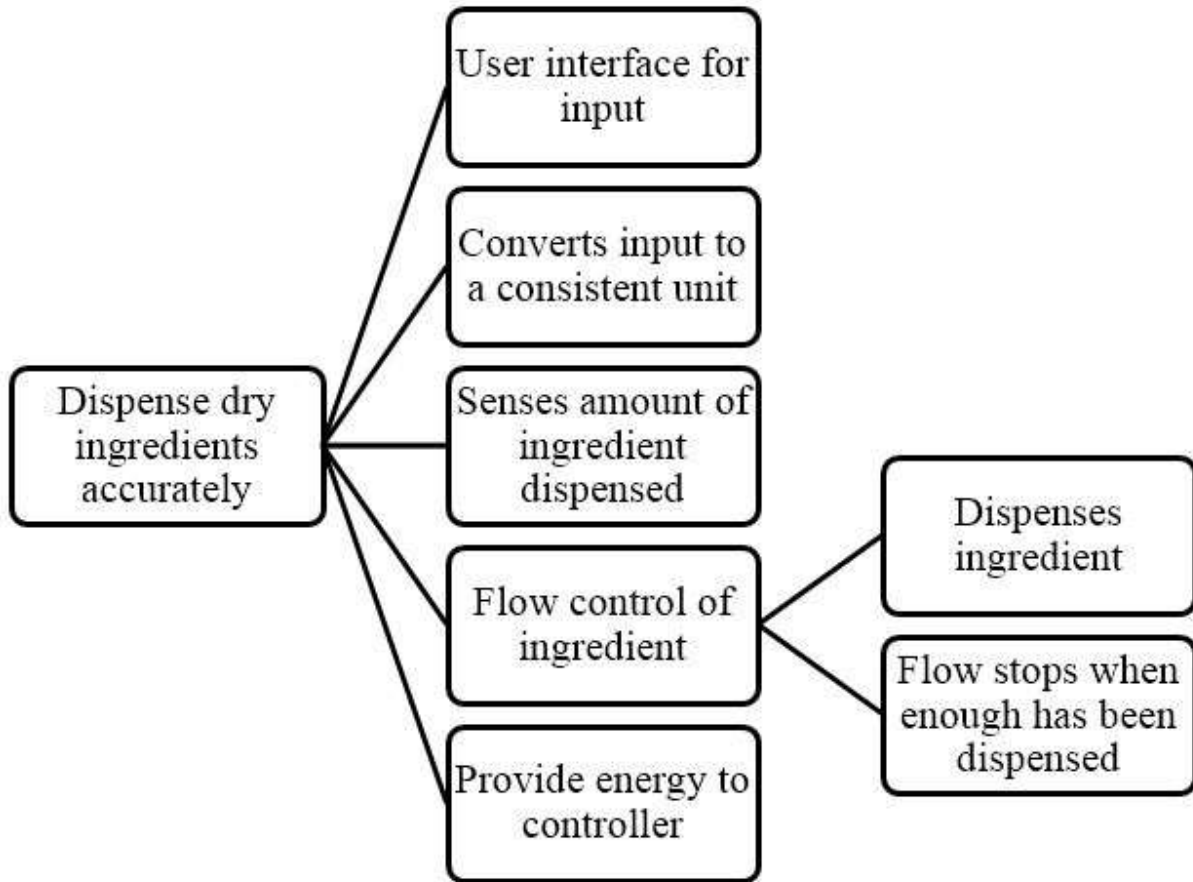 User interface for
input
Converts input to
a consistent unit
Dispense dry
ingredients
accurately
Senses amount of
ingredient
dispensed
Flow control of
ingredient
Dispenses
ingredient
Flow stops when
enough has been
dispensed
Provide energy to
controller